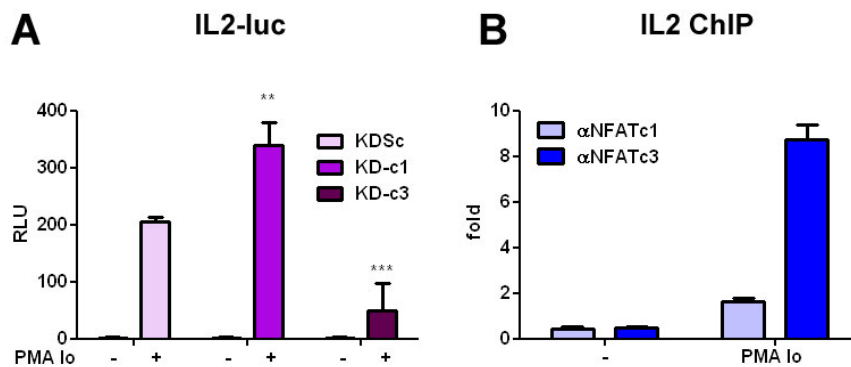 A IL2-luc
400
300
200
100
0
RLU
**
***
KDSc
KD-c1
KD-c3
PMA Io - + - + - +
B IL2 ChIP
10
8
6
4
2
0
fold
αNFATc1
αNFATc3
- PMA Io